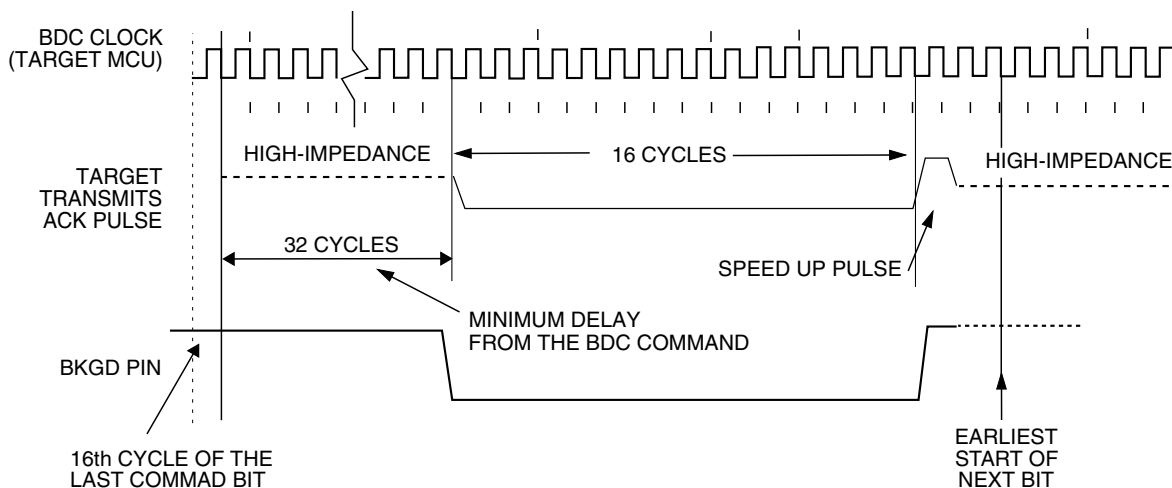 BDC CLOCK
(TARGET MCU)
HIGH-IMPEDANCE
16 CYCLES
HIGH-IMPEDANCE
TARGET
TRANSMITS
ACK PULSE
32 CYCLES
SPEED UP PULSE
MINIMUM DELAY
FROM THE BDC COMMAND
BKGD PIN
16th CYCLE OF THE
LAST COMMAD BIT
EARLIEST
START OF
NEXT BIT